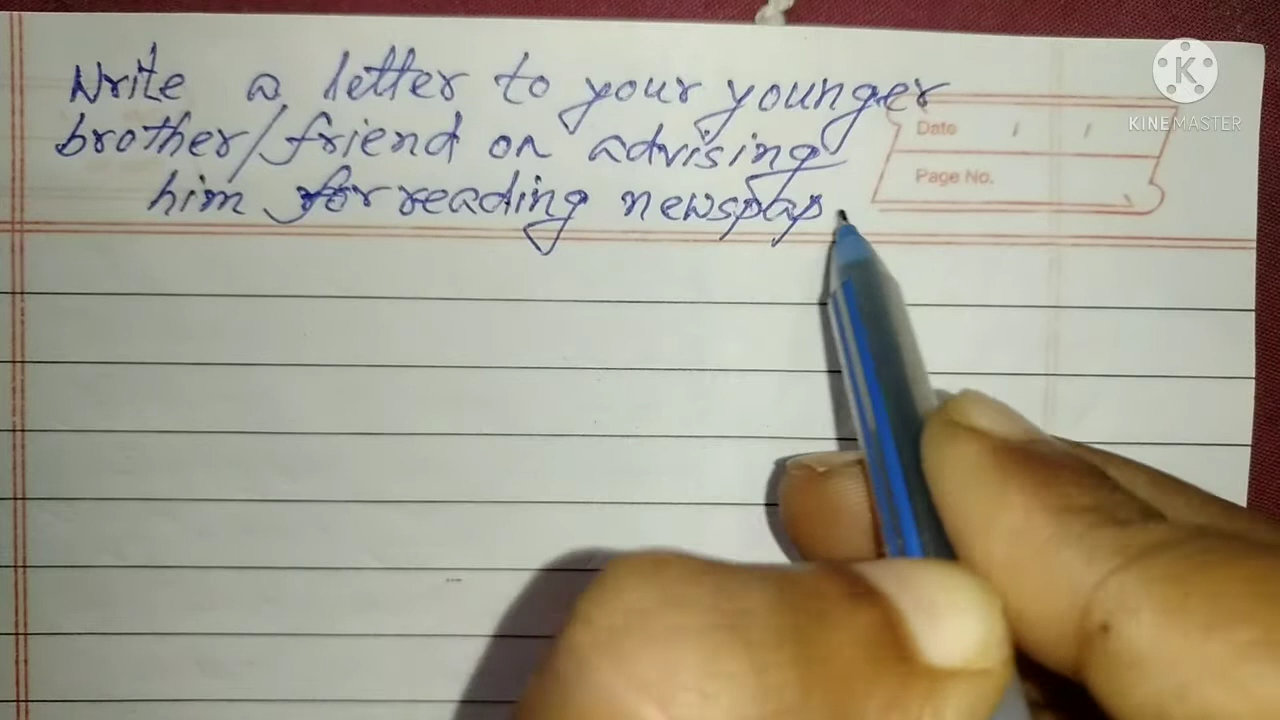 Write a letter to your younger
brother/friend on advising
him for reading newspap
Date / /
Page No.
K
KINEMASTER